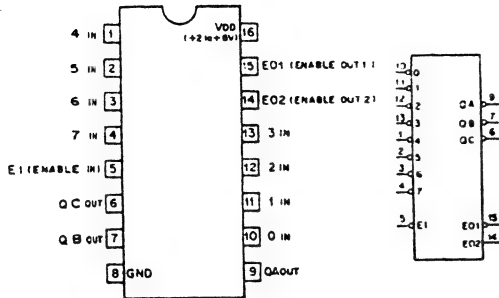 4 IN 1
5 IN 2
6 IN 3
7 IN 4
E1 (ENABLE IN) 5
QC OUT 6
QB OUT 7
8 GND
VDD 16
(+2 to +6V)
15 EO1 (ENABLE OUT 1)
14 EO2 (ENABLE OUT 2)
13 3 IN
12 2 IN
11 1 IN
10 0 IN
9 QA OUT
10 0
11 1
12 2
13 3
1 4
2 5
3 6
4 7
5 E1
QA 9
QB 7
QC 6
EO1 15
EO2 14